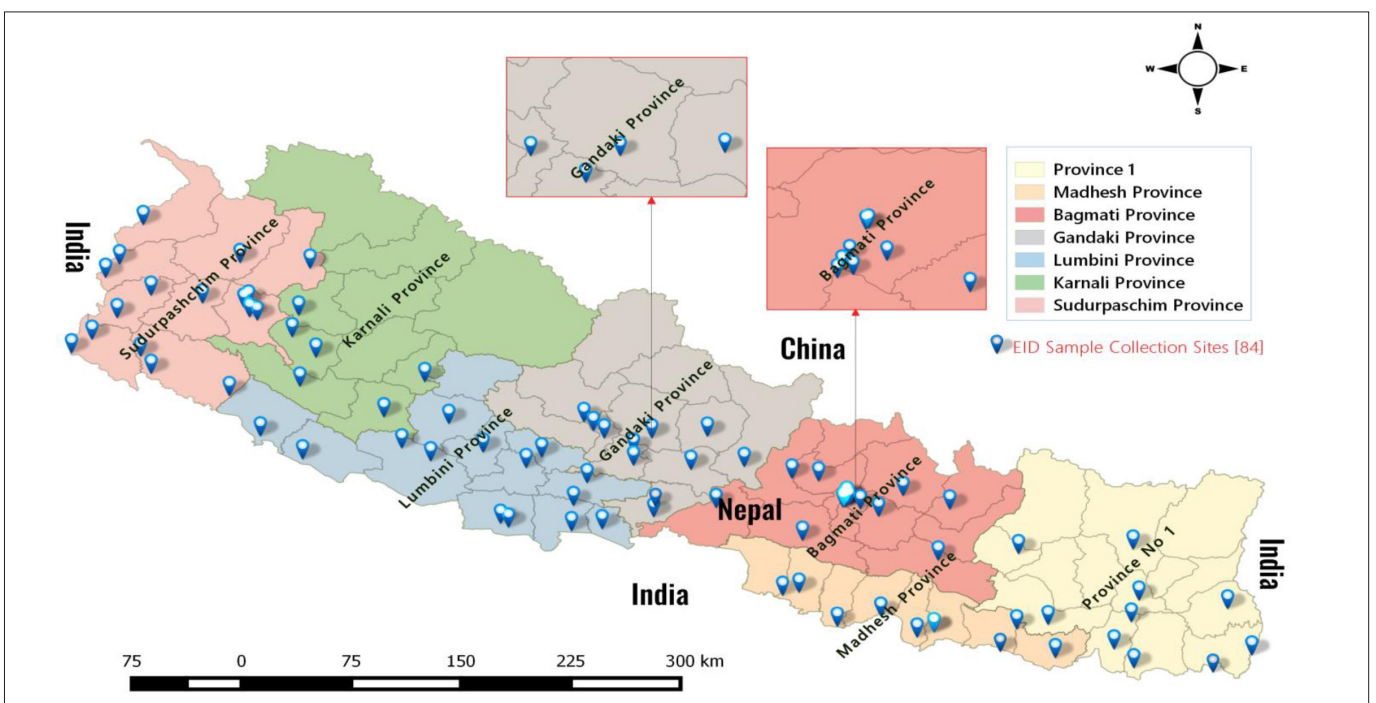 N
W E
S
Gandaki Province
Bagmati Province
Province 1
Madhesh Province
Bagmati Province
Gandaki Province
Lumbini Province
Karnali Province
Sudurpaschim Province
EID Sample Collection Sites [84]
India
Sudurpashchim Province
Karnali Province
China
Lumbini Province
Gandaki Province
Nepal
Bagmati Province
India
Madhesh Province
Province No 1
India
75 0 75 150 225 300 km